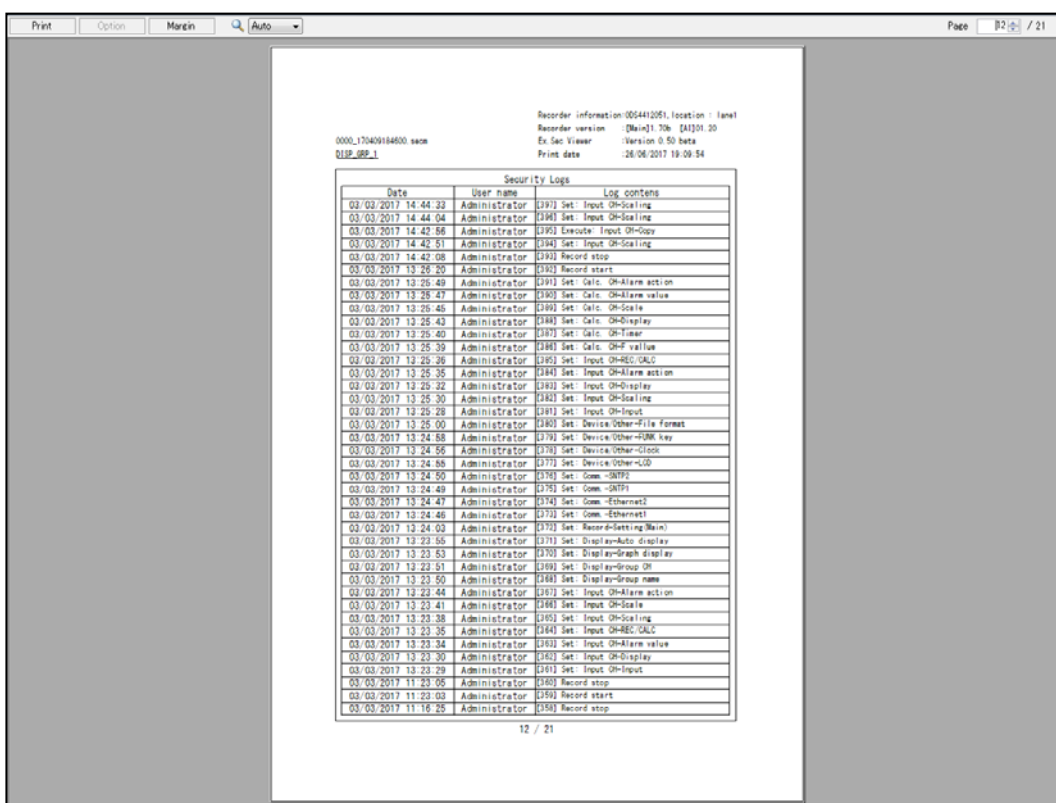 Print Option Margin Auto Page 12 / 21
Recorder information:ODS4412051, location : lane1
Recorder version :[Main]1.70b [AI]01.20
0000_170409184600.secm Ex.Sec Viewer :Version 0.50 beta
DISP_GRP_1 Print date :26/06/2017 19:09:54
Security Logs
Date User name Log contens
03/03/2017 14:44:33 Administrator [397] Set: Input CH-Scaling
03/03/2017 14:44:04 Administrator [396] Set: Input CH-Scaling
03/03/2017 14:42:56 Administrator [395] Execute: Input CH-Copy
03/03/2017 14:42:51 Administrator [394] Set: Input CH-Scaling
03/03/2017 14:42:08 Administrator [393] Record stop
03/03/2017 13:26:20 Administrator [392] Record start
03/03/2017 13:25:49 Administrator [391] Set: Calc. CH-Alarm action
03/03/2017 13:25:47 Administrator [390] Set: Calc. CH-Alarm value
03/03/2017 13:25:45 Administrator [389] Set: Calc. CH-Scale
03/03/2017 13:25:43 Administrator [388] Set: Calc. CH-Display
03/03/2017 13:25:40 Administrator [387] Set: Calc. CH-Timer
03/03/2017 13:25:39 Administrator [386] Set: Calc. CH-F vallue
03/03/2017 13:25:36 Administrator [385] Set: Input CH-REC/CALC
03/03/2017 13:25:35 Administrator [384] Set: Input CH-Alarm action
03/03/2017 13:25:32 Administrator [383] Set: Input CH-Display
03/03/2017 13:25:30 Administrator [382] Set: Input CH-Scaling
03/03/2017 13:25:28 Administrator [381] Set: Input CH-Input
03/03/2017 13:25:00 Administrator [380] Set: Device/Other-File format
03/03/2017 13:24:58 Administrator [379] Set: Device/Other-FUNK key
03/03/2017 13:24:56 Administrator [378] Set: Device/Other-Clock
03/03/2017 13:24:55 Administrator [377] Set: Device/Other-LCD
03/03/2017 13:24:50 Administrator [376] Set: Comm.-SNTP2
03/03/2017 13:24:49 Administrator [375] Set: Comm.-SNTP1
03/03/2017 13:24:47 Administrator [374] Set: Comm.-Ethernet2
03/03/2017 13:24:46 Administrator [373] Set: Comm.-Ethernet1
03/03/2017 13:24:03 Administrator [372] Set: Record-Setting(Main)
03/03/2017 13:23:55 Administrator [371] Set: Display-Auto display
03/03/2017 13:23:53 Administrator [370] Set: Display-Graph display
03/03/2017 13:23:51 Administrator [369] Set: Display-Group CH
03/03/2017 13:23:50 Administrator [368] Set: Display-Group name
03/03/2017 13:23:44 Administrator [367] Set: Input CH-Alarm action
03/03/2017 13:23:41 Administrator [366] Set: Input CH-Scale
03/03/2017 13:23:38 Administrator [365] Set: Input CH-Scaling
03/03/2017 13:23:35 Administrator [364] Set: Input CH-REC/CALC
03/03/2017 13:23:34 Administrator [363] Set: Input CH-Alarm value
03/03/2017 13:23:30 Administrator [362] Set: Input CH-Display
03/03/2017 13:23:29 Administrator [361] Set: Input CH-Input
03/03/2017 11:23:05 Administrator [360] Record stop
03/03/2017 11:23:03 Administrator [359] Record start
03/03/2017 11:16:25 Administrator [358] Record stop
12 / 21